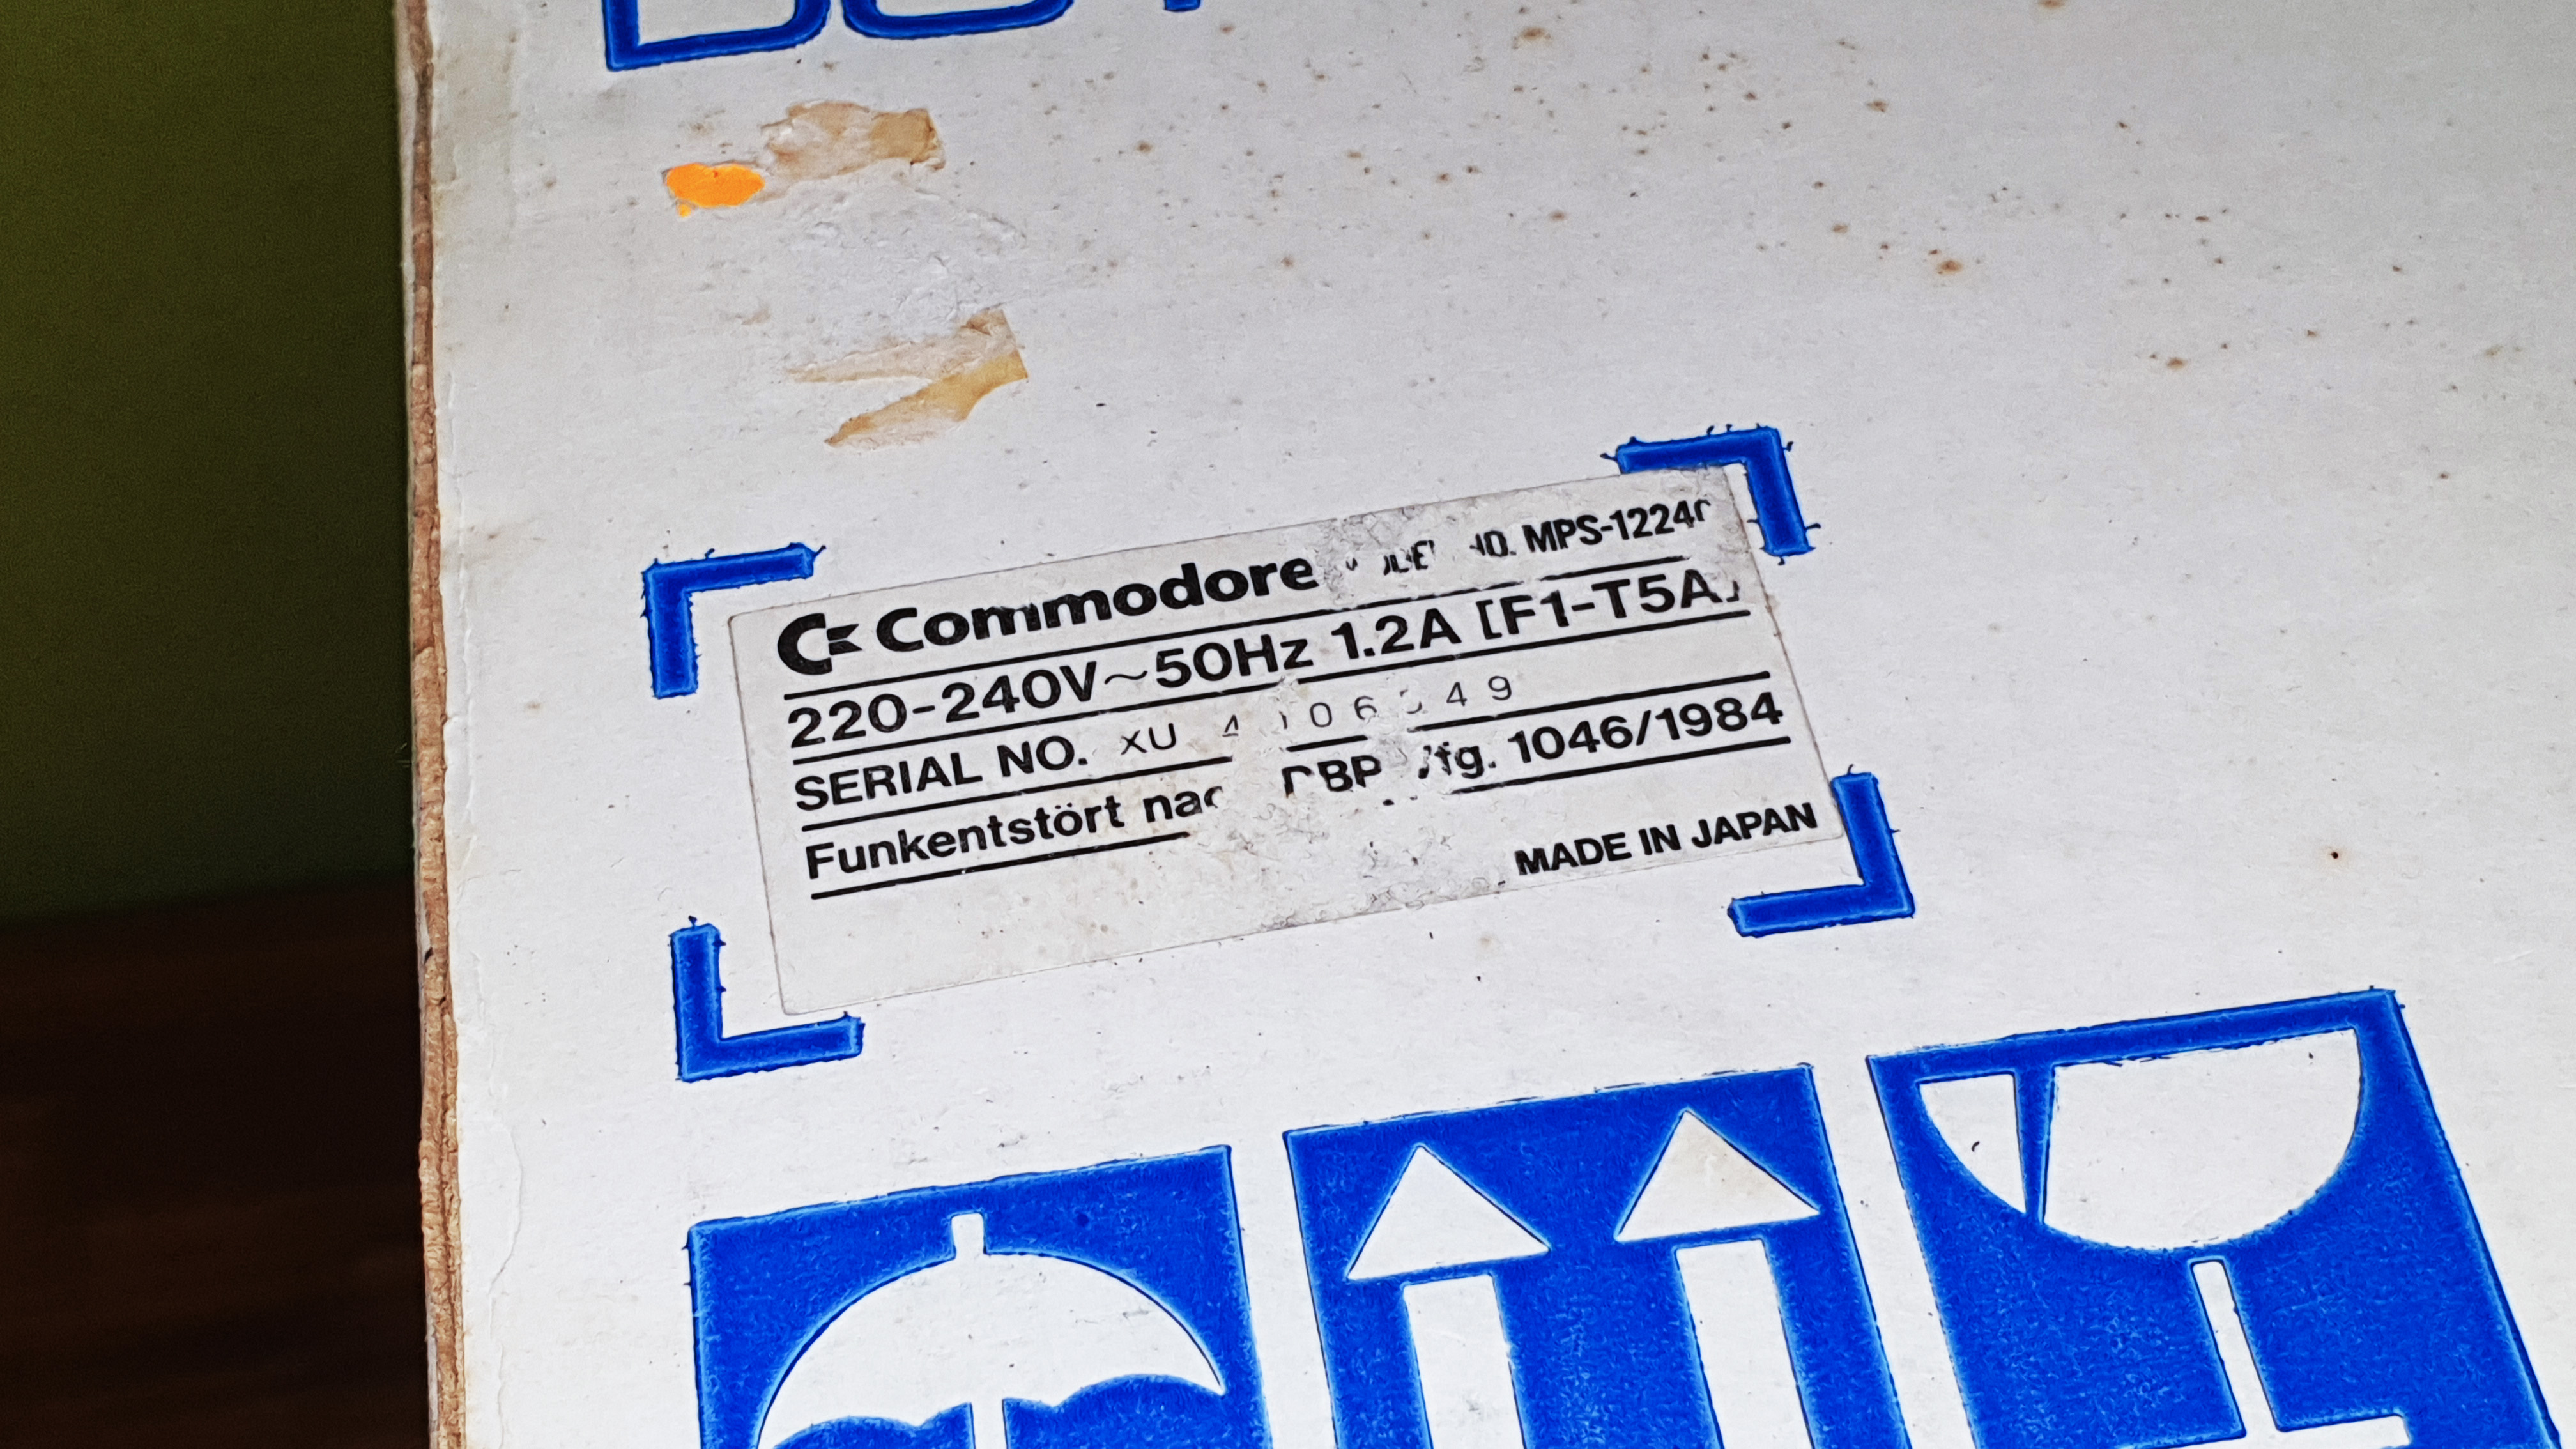 Commodore NO. MPS-1224C
220-240V~50Hz 1.2A [F1-T5A]
SERIAL NO. XU
Funkentstört DBP Vfg. 1046/1984
MADE IN JAPAN